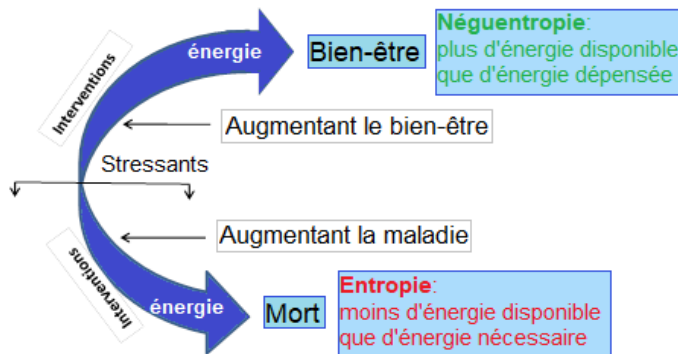 énergie
Bien-être
Néguentropie:
plus d'énergie disponible
que d'énergie dépensée
Interventions
Augmentant le bien-être
Stressants
Augmentant la maladie
Interventions
énergie
Mort
Entropie:
moins d'énergie disponible
que d'énergie nécessaire